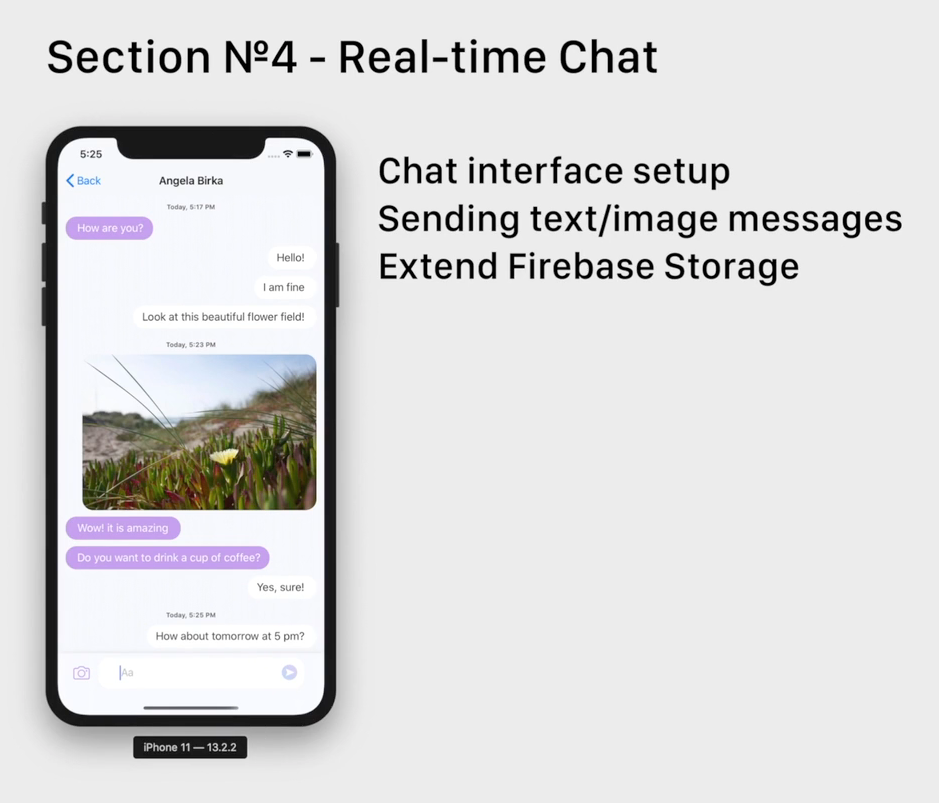 Section №4 - Real-time Chat
5:25
Back
Angela Birka
Today, 5:17 PM
How are you?
Hello!
I am fine
Look at this beautiful flower field!
Today, 5:23 PM
Wow! it is amazing
Do you want to drink a cup of coffee?
Yes, sure!
Today, 5:25 PM
How about tomorrow at 5 pm?
Aa
iPhone 11 — 13.2.2
Chat interface setup
Sending text/image messages
Extend Firebase Storage